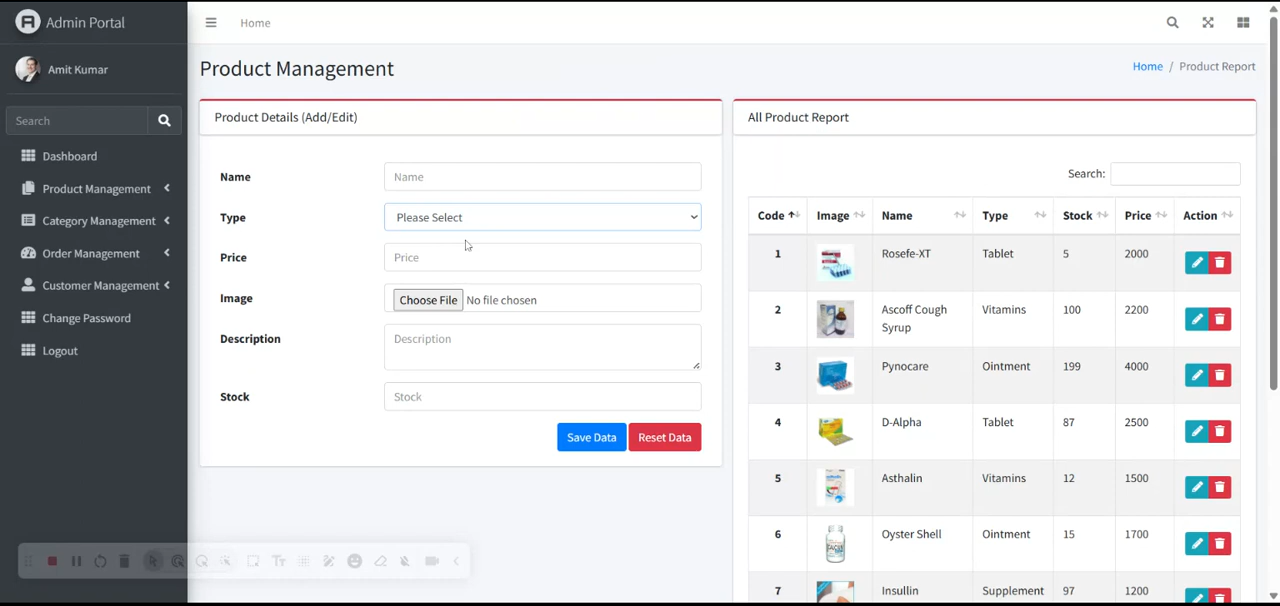 Admin Portal
Home
Amit Kumar
Search
Dashboard
Product Management
Category Management
Order Management
Customer Management
Change Password
Logout
Product Management
Home / Product Report
Product Details (Add/Edit)
Name
Name
Type
Please Select
Price
Price
Image
Choose File No file chosen
Description
Description
Stock
Stock
Save Data Reset Data
All Product Report
Search:
Code Image Name Type Stock Price Action
1 Rosefe-XT Tablet 5 2000
2 Ascoff Cough Vitamins 100 2200
Syrup
3 Pynocare Ointment 199 4000
4 D-Alpha Tablet 87 2500
5 Asthalin Vitamins 12 1500
6 Oyster Shell Ointment 15 1700
7 Insullin Supplement 97 1200